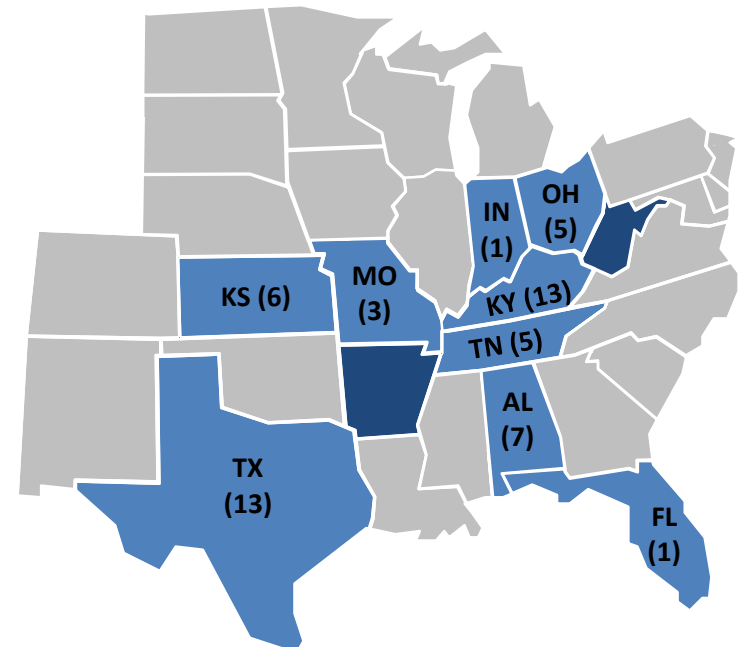 OH
(5)
IN
(1)
MO
(3)
KS (6)
KY (13)
TN (5)
AL
(7)
TX
(13)
FL
(1)